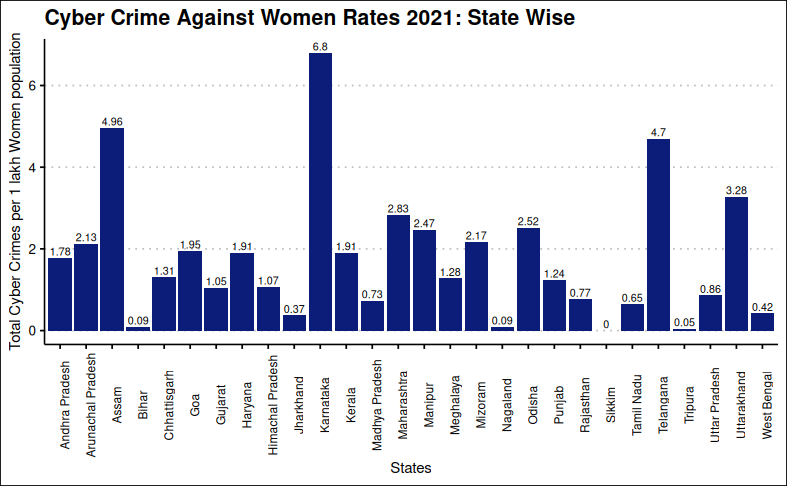 Cyber Crime Against Women Rates 2021: State Wise
Total Cyber Crimes per 1 lakh Women population
6
4
2
0
1.78
2.13
4.96
0.09
1.31
1.95
1.05
1.91
1.07
0.37
6.8
1.91
0.73
2.83
2.47
1.28
2.17
0.09
2.52
1.24
0.77
0
0.65
4.7
0.05
0.86
3.28
0.42
Andhra Pradesh
Arunachal Pradesh
Assam
Bihar
Chhattisgarh
Goa
Gujarat
Haryana
Himachal Pradesh
Jharkhand
Karnataka
Kerala
Madhya Pradesh
Maharashtra
Manipur
Meghalaya
Mizoram
Nagaland
Odisha
Punjab
Rajasthan
Sikkim
Tamil Nadu
Telangana
Tripura
Uttar Pradesh
Uttarakhand
West Bengal
States